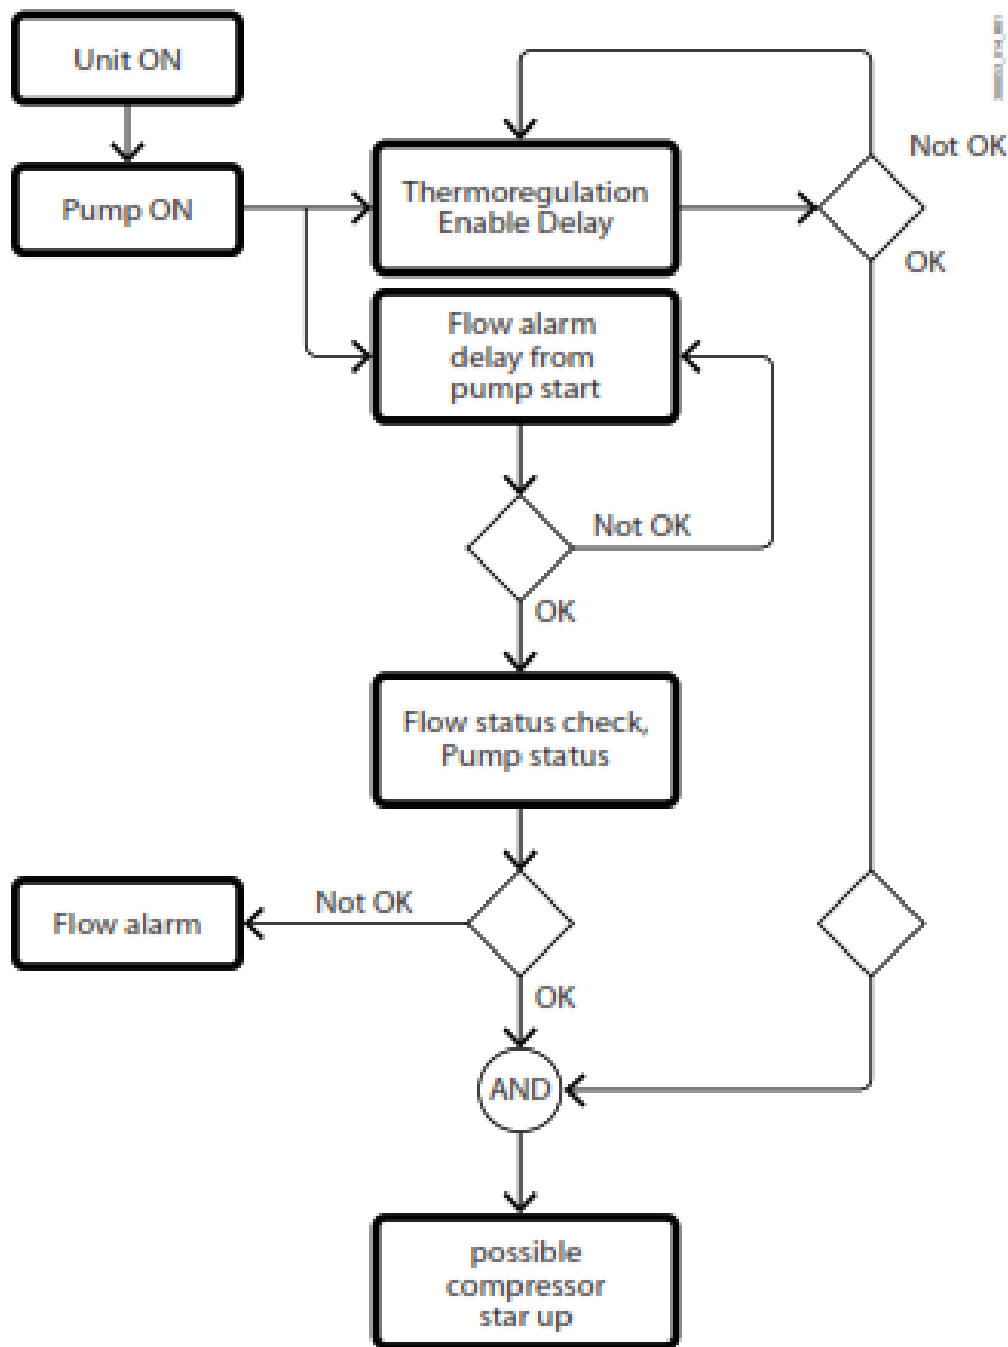 Unit ON
Pump ON
Thermoregulation
Enable Delay
Not OK
OK
Flow alarm
delay from
pump start
Not OK
OK
Flow status check,
Pump status
Flow alarm
Not OK
OK
AND
possible
compressor
star up